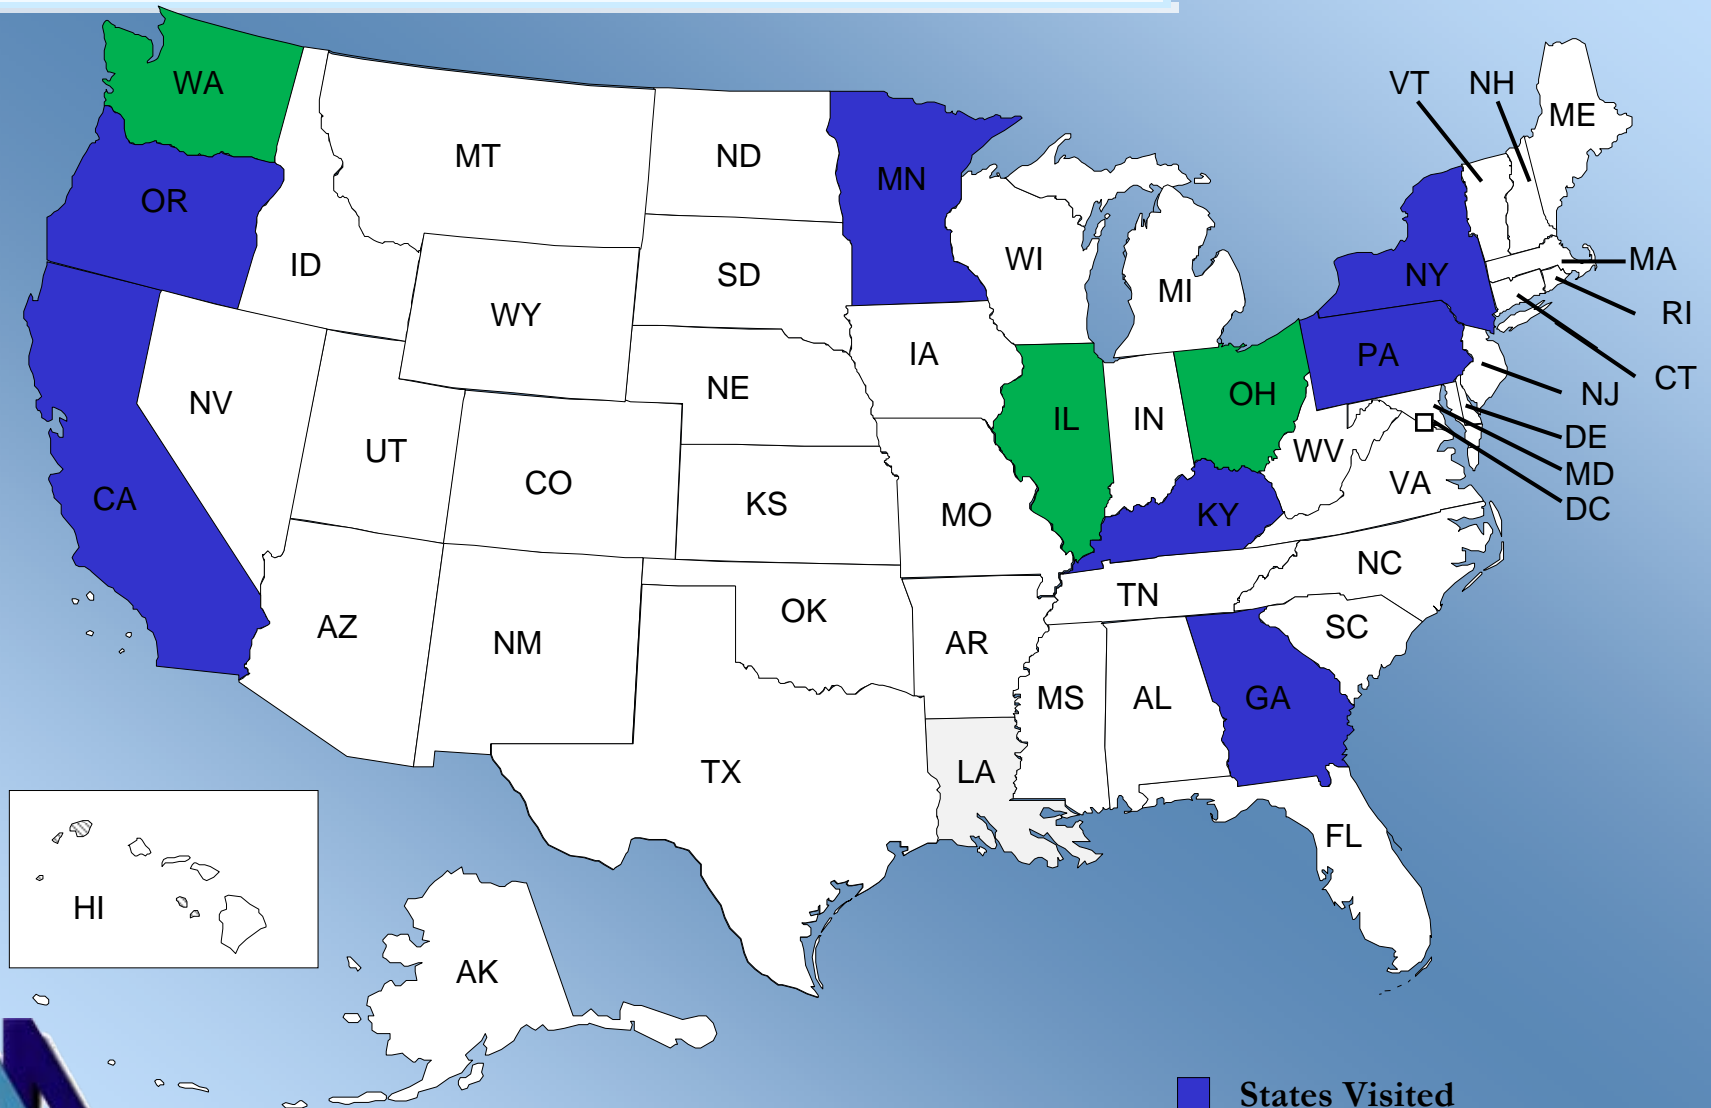 WA
OR
CA
ID
NV
MT
WY
UT
AZ
CO
NM
ND
SD
NE
KS
OK
TX
MN
IA
MO
AR
LA
WI
IL
MI
IN
OH
KY
TN
MS
AL
GA
FL
SC
NC
VA
WV
PA
NY
VT
NH
ME
MA
RI
CT
NJ
DE
MD
DC
HI
AK
States Visited